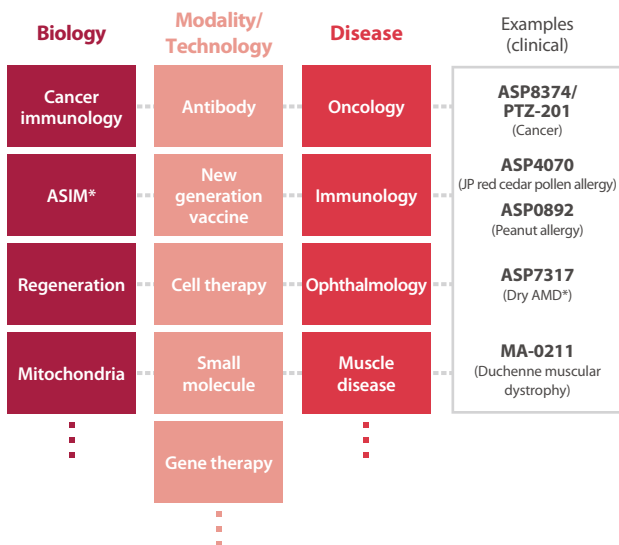 Biology
Modality/
Technology
Disease
Examples
(clinical)
Cancer
immunology
Antibody
Oncology
ASP8374/
PTZ-201
(Cancer)
ASIM*
New
generation
vaccine
Immunology
ASP4070
(JP red cedar pollen allergy)
ASP0892
(Peanut allergy)
Regeneration
Cell therapy
Ophthalmology
ASP7317
(Dry AMD*)
Mitochondria
Small
molecule
Muscle
disease
MA-0211
(Duchenne muscular
dystrophy)
Gene therapy